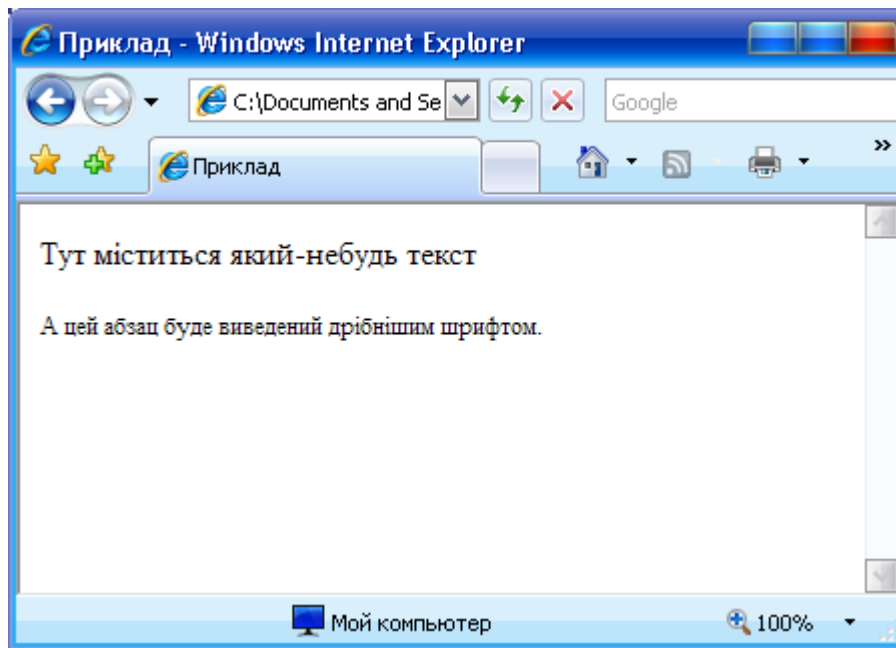 Приклад - Windows Internet Explorer
C:\Documents and Se
Google
Приклад
»
Тут міститься який-небудь текст
А цей абзац буде виведений дрібнішим шрифтом.
Мой компьютер
100%